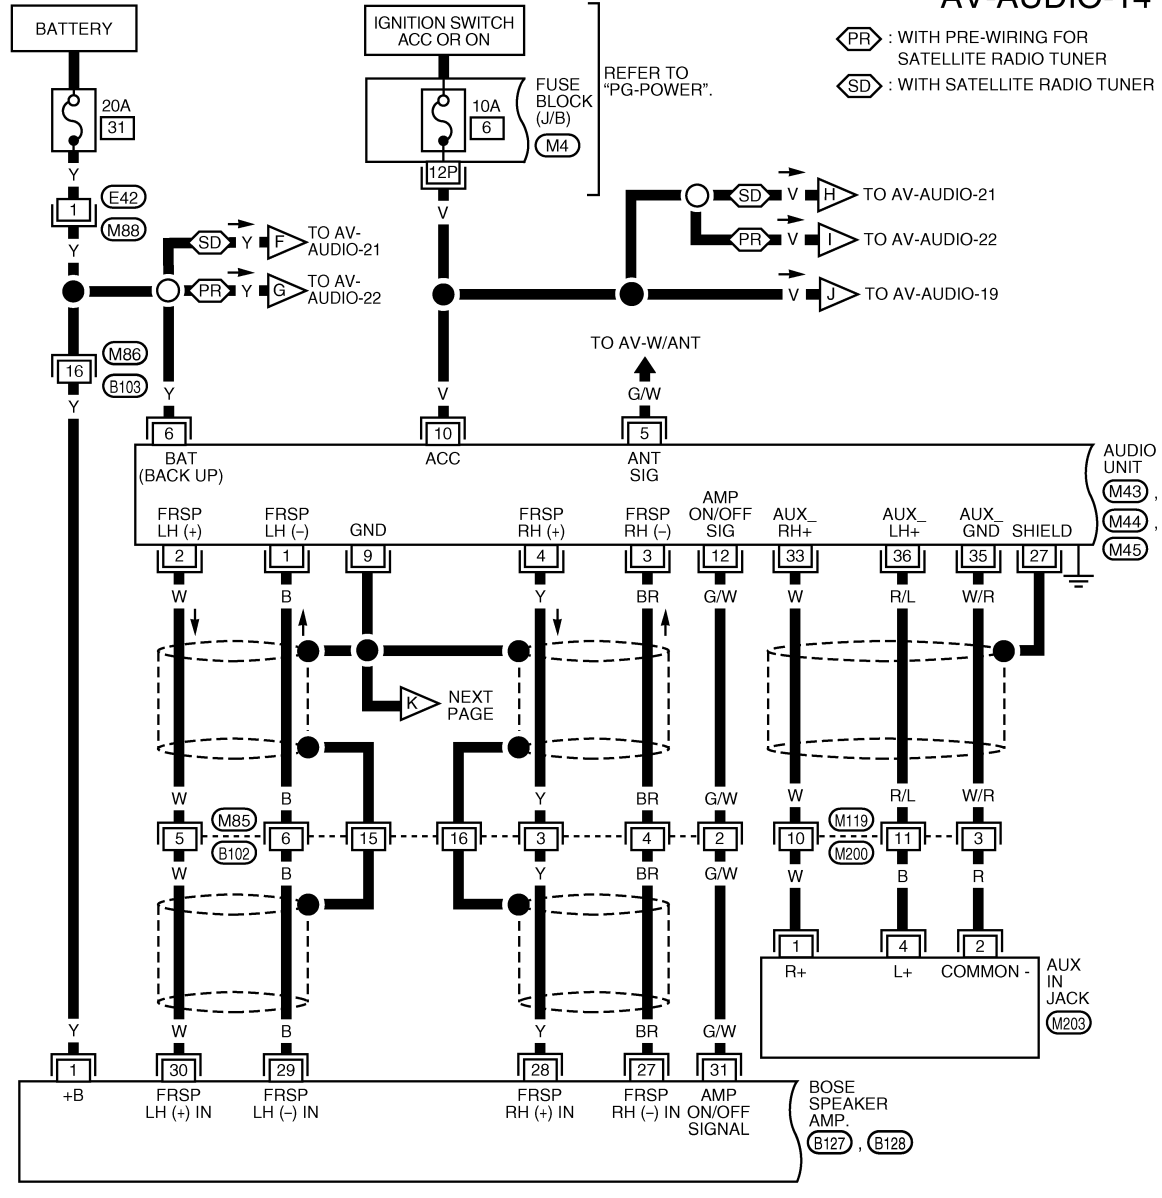 AV-AUDIO-14
BATTERY
IGNITION SWITCH
ACC OR ON
PR : WITH PRE-WIRING FOR
SATELLITE RADIO TUNER
SD : WITH SATELLITE RADIO TUNER
20A
31
10A
6
FUSE
BLOCK
(J/B)
M4
REFER TO
"PG-POWER".
12P
Y
1
E42
M88
Y
V
SD Y F
TO AV-
AUDIO-21
PR Y G
TO AV-
AUDIO-22
SD V H TO AV-AUDIO-21
PR V I TO AV-AUDIO-22
V J TO AV-AUDIO-19
16
M86
B103
TO AV-W/ANT
Y
Y
V
G/W
6
10
5
BAT
(BACK UP)
ACC
ANT
SIG
AUDIO
UNIT
M43 ,
M44 ,
M45
FRSP
LH (+)
FRSP
LH (–)
GND
FRSP
RH (+)
FRSP
RH (–)
AMP
ON/OFF
SIG
AUX_
RH+
AUX_
LH+
AUX_
GND
SHIELD
2 1 9 4 3 12 33 36 35 27
W B Y BR G/W W R/L W/R
K
NEXT
PAGE
W B Y BR G/W W R/L W/R
M85
B102
M119
M200
5 6 15 16 3 4 2 10 11 3
W B Y BR G/W W B R
1 4 2
R+ L+ COMMON -
AUX
IN
JACK
M203
Y W B Y BR G/W
1 30 29 28 27 31
+B
FRSP
LH (+) IN
FRSP
LH (–) IN
FRSP
RH (+) IN
FRSP
RH (–) IN
AMP
ON/OFF
SIGNAL
BOSE
SPEAKER
AMP.
B127 , B128